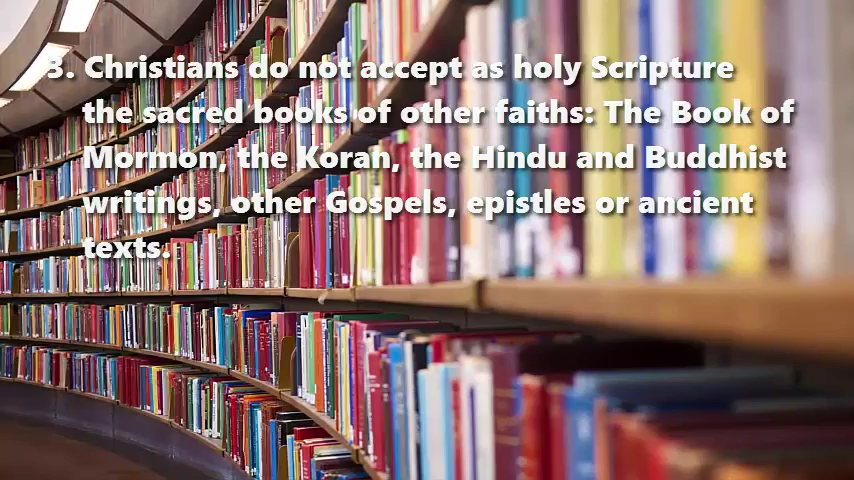 3. Christians do not accept as holy Scripture
the sacred books of other faiths: The Book of
Mormon, the Koran, the Hindu and Buddhist
writings, other Gospels, epistles or ancient
texts.